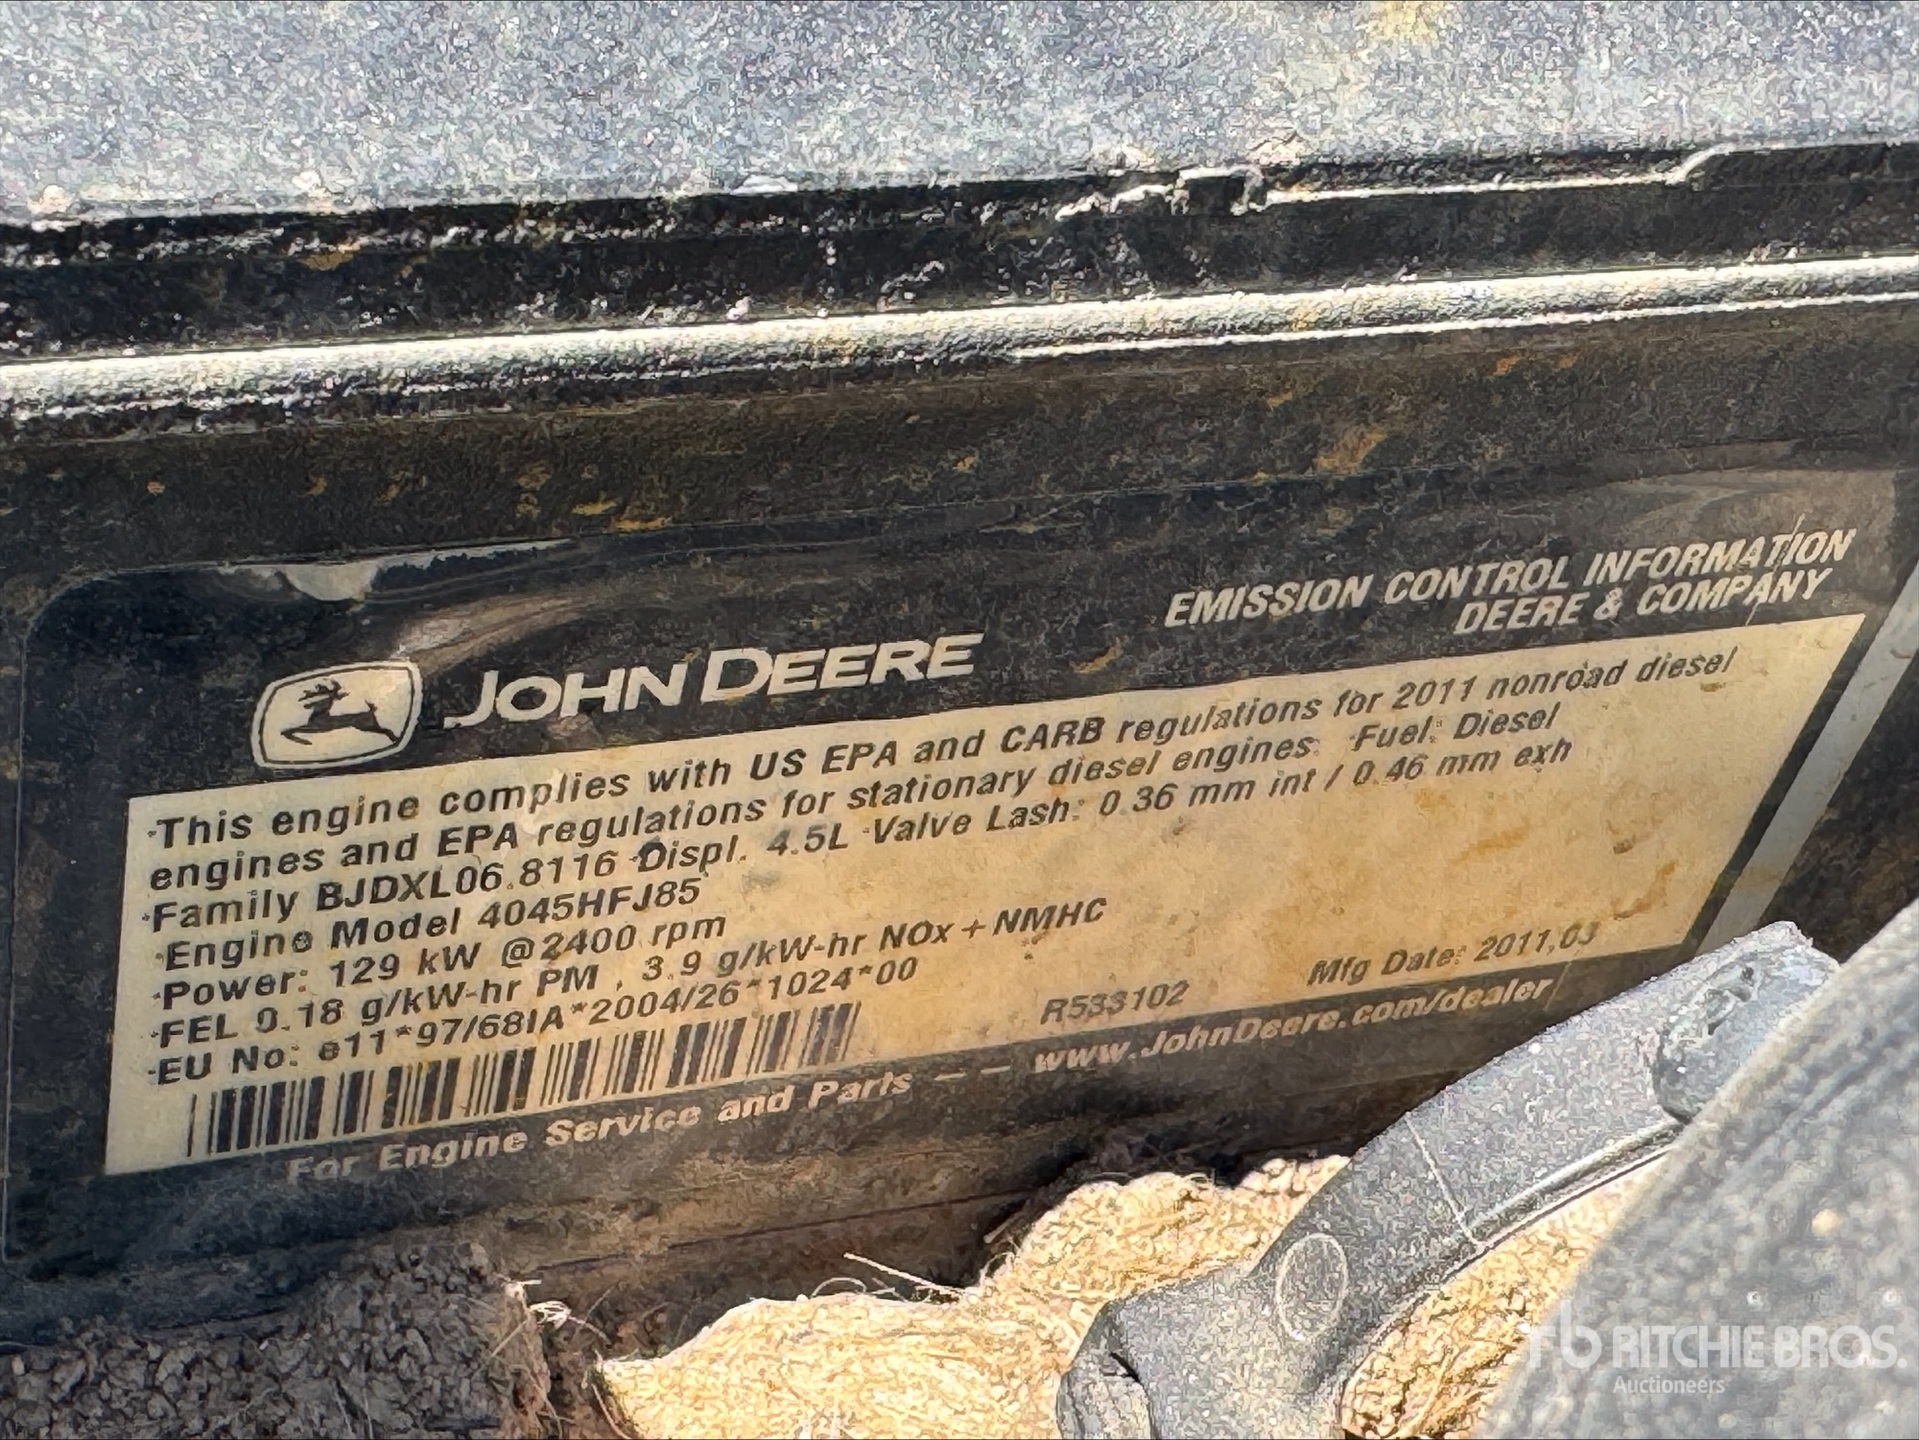 JOHN DEERE
EMISSION CONTROL INFORMATION
DEERE & COMPANY
·This engine complies with US EPA and CARB regulations for 2011 nonroad diesel
engines and EPA regulations for stationary diesel engines. ·Fuel: Diesel
·Family BJDXL06.8116 ·Displ. 4.5L ·Valve Lash: 0.36 mm int / 0.46 mm exh
·Engine Model 4045HFJ85
·Power: 129 kW @2400 rpm
·FEL 0.18 g/kW-hr PM , 3.9 g/kW-hr NOx + NMHC
·EU No: e11*97/68IA*2004/26*1024*00
R533102
Mfg Date: 2011,03
For Engine Service and Parts – – www.JohnDeere.com/dealer
rb RITCHIE BROS.
Auctioneers